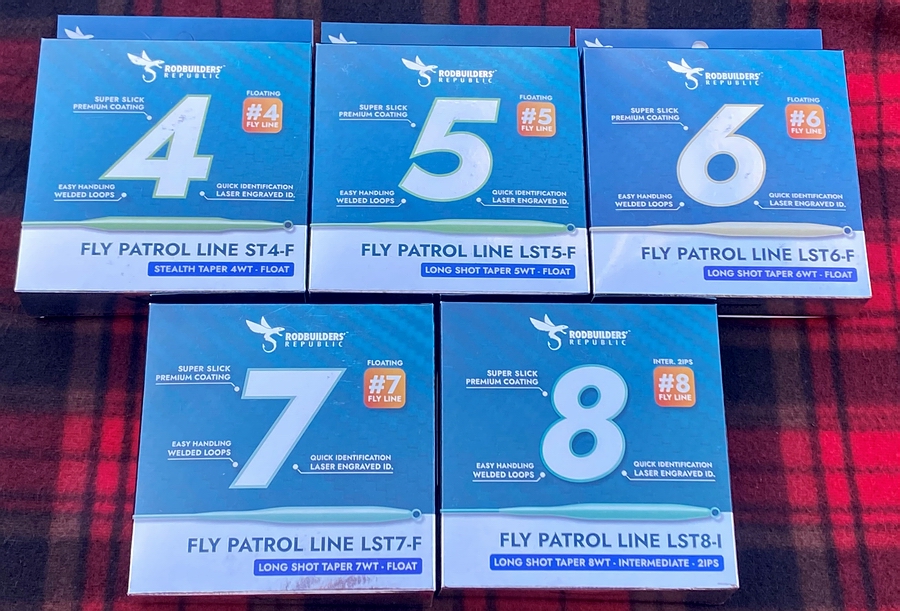 RODBUILDERS'
REPUBLIC
SUPER SLICK
PREMIUM COATING
4
FLOATING
#4
FLY LINE
EASY HANDLING
WELDED LOOPS
QUICK IDENTIFICATION
LASER ENGRAVED ID.
FLY PATROL LINE ST4-F
STEALTH TAPER 4WT - FLOAT
RODBUILDERS'
REPUBLIC
SUPER SLICK
PREMIUM COATING
5
FLOATING
#5
FLY LINE
EASY HANDLING
WELDED LOOPS
QUICK IDENTIFICATION
LASER ENGRAVED ID.
FLY PATROL LINE LST5-F
LONG SHOT TAPER 5WT - FLOAT
RODBUILDERS'
REPUBLIC
SUPER SLICK
PREMIUM COATING
6
FLOATING
#6
FLY LINE
EASY HANDLING
WELDED LOOPS
QUICK IDENTIFICATION
LASER ENGRAVED ID.
FLY PATROL LINE LST6-F
LONG SHOT TAPER 6WT - FLOAT
RODBUILDERS'
REPUBLIC
SUPER SLICK
PREMIUM COATING
7
FLOATING
#7
FLY LINE
EASY HANDLING
WELDED LOOPS
QUICK IDENTIFICATION
LASER ENGRAVED ID.
FLY PATROL LINE LST7-F
LONG SHOT TAPER 7WT - FLOAT
RODBUILDERS'
REPUBLIC
SUPER SLICK
PREMIUM COATING
8
INTER. 2IPS
#8
FLY LINE
EASY HANDLING
WELDED LOOPS
QUICK IDENTIFICATION
LASER ENGRAVED ID.
FLY PATROL LINE LST8-I
LONG SHOT TAPER 8WT - INTERMEDIATE - 2IPS